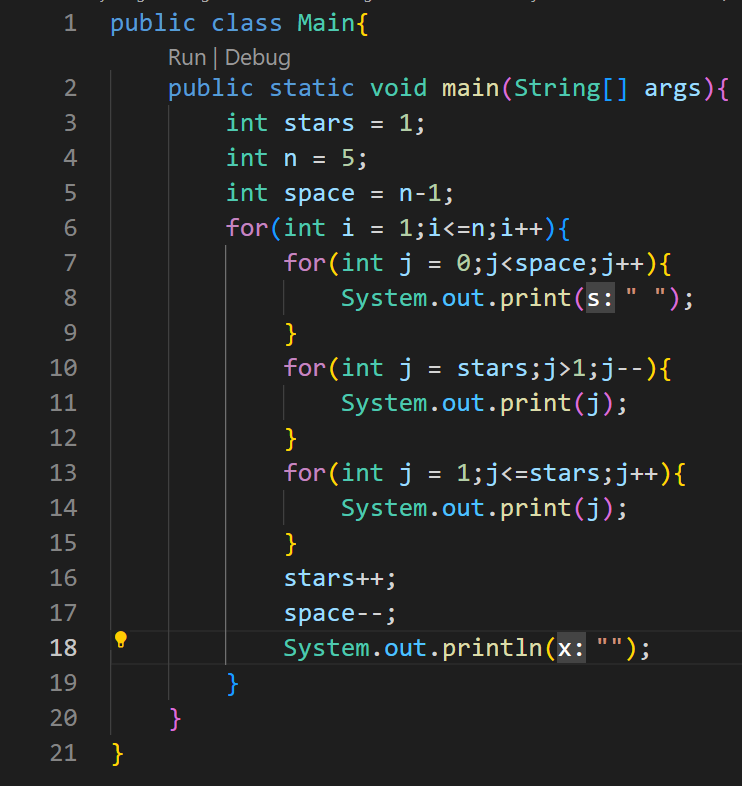 1 public class Main{
Run | Debug
2 public static void main(String[] args){
3 int stars = 1;
4 int n = 5;
5 int space = n-1;
6 for(int i = 1;i<=n;i++){
7 for(int j = 0;j<space;j++){
8 System.out.print(s: " ");
9 }
10 for(int j = stars;j>1;j--){
11 System.out.print(j);
12 }
13 for(int j = 1;j<=stars;j++){
14 System.out.print(j);
15 }
16 stars++;
17 space--;
18 System.out.println(x: "");
19 }
20 }
21 }